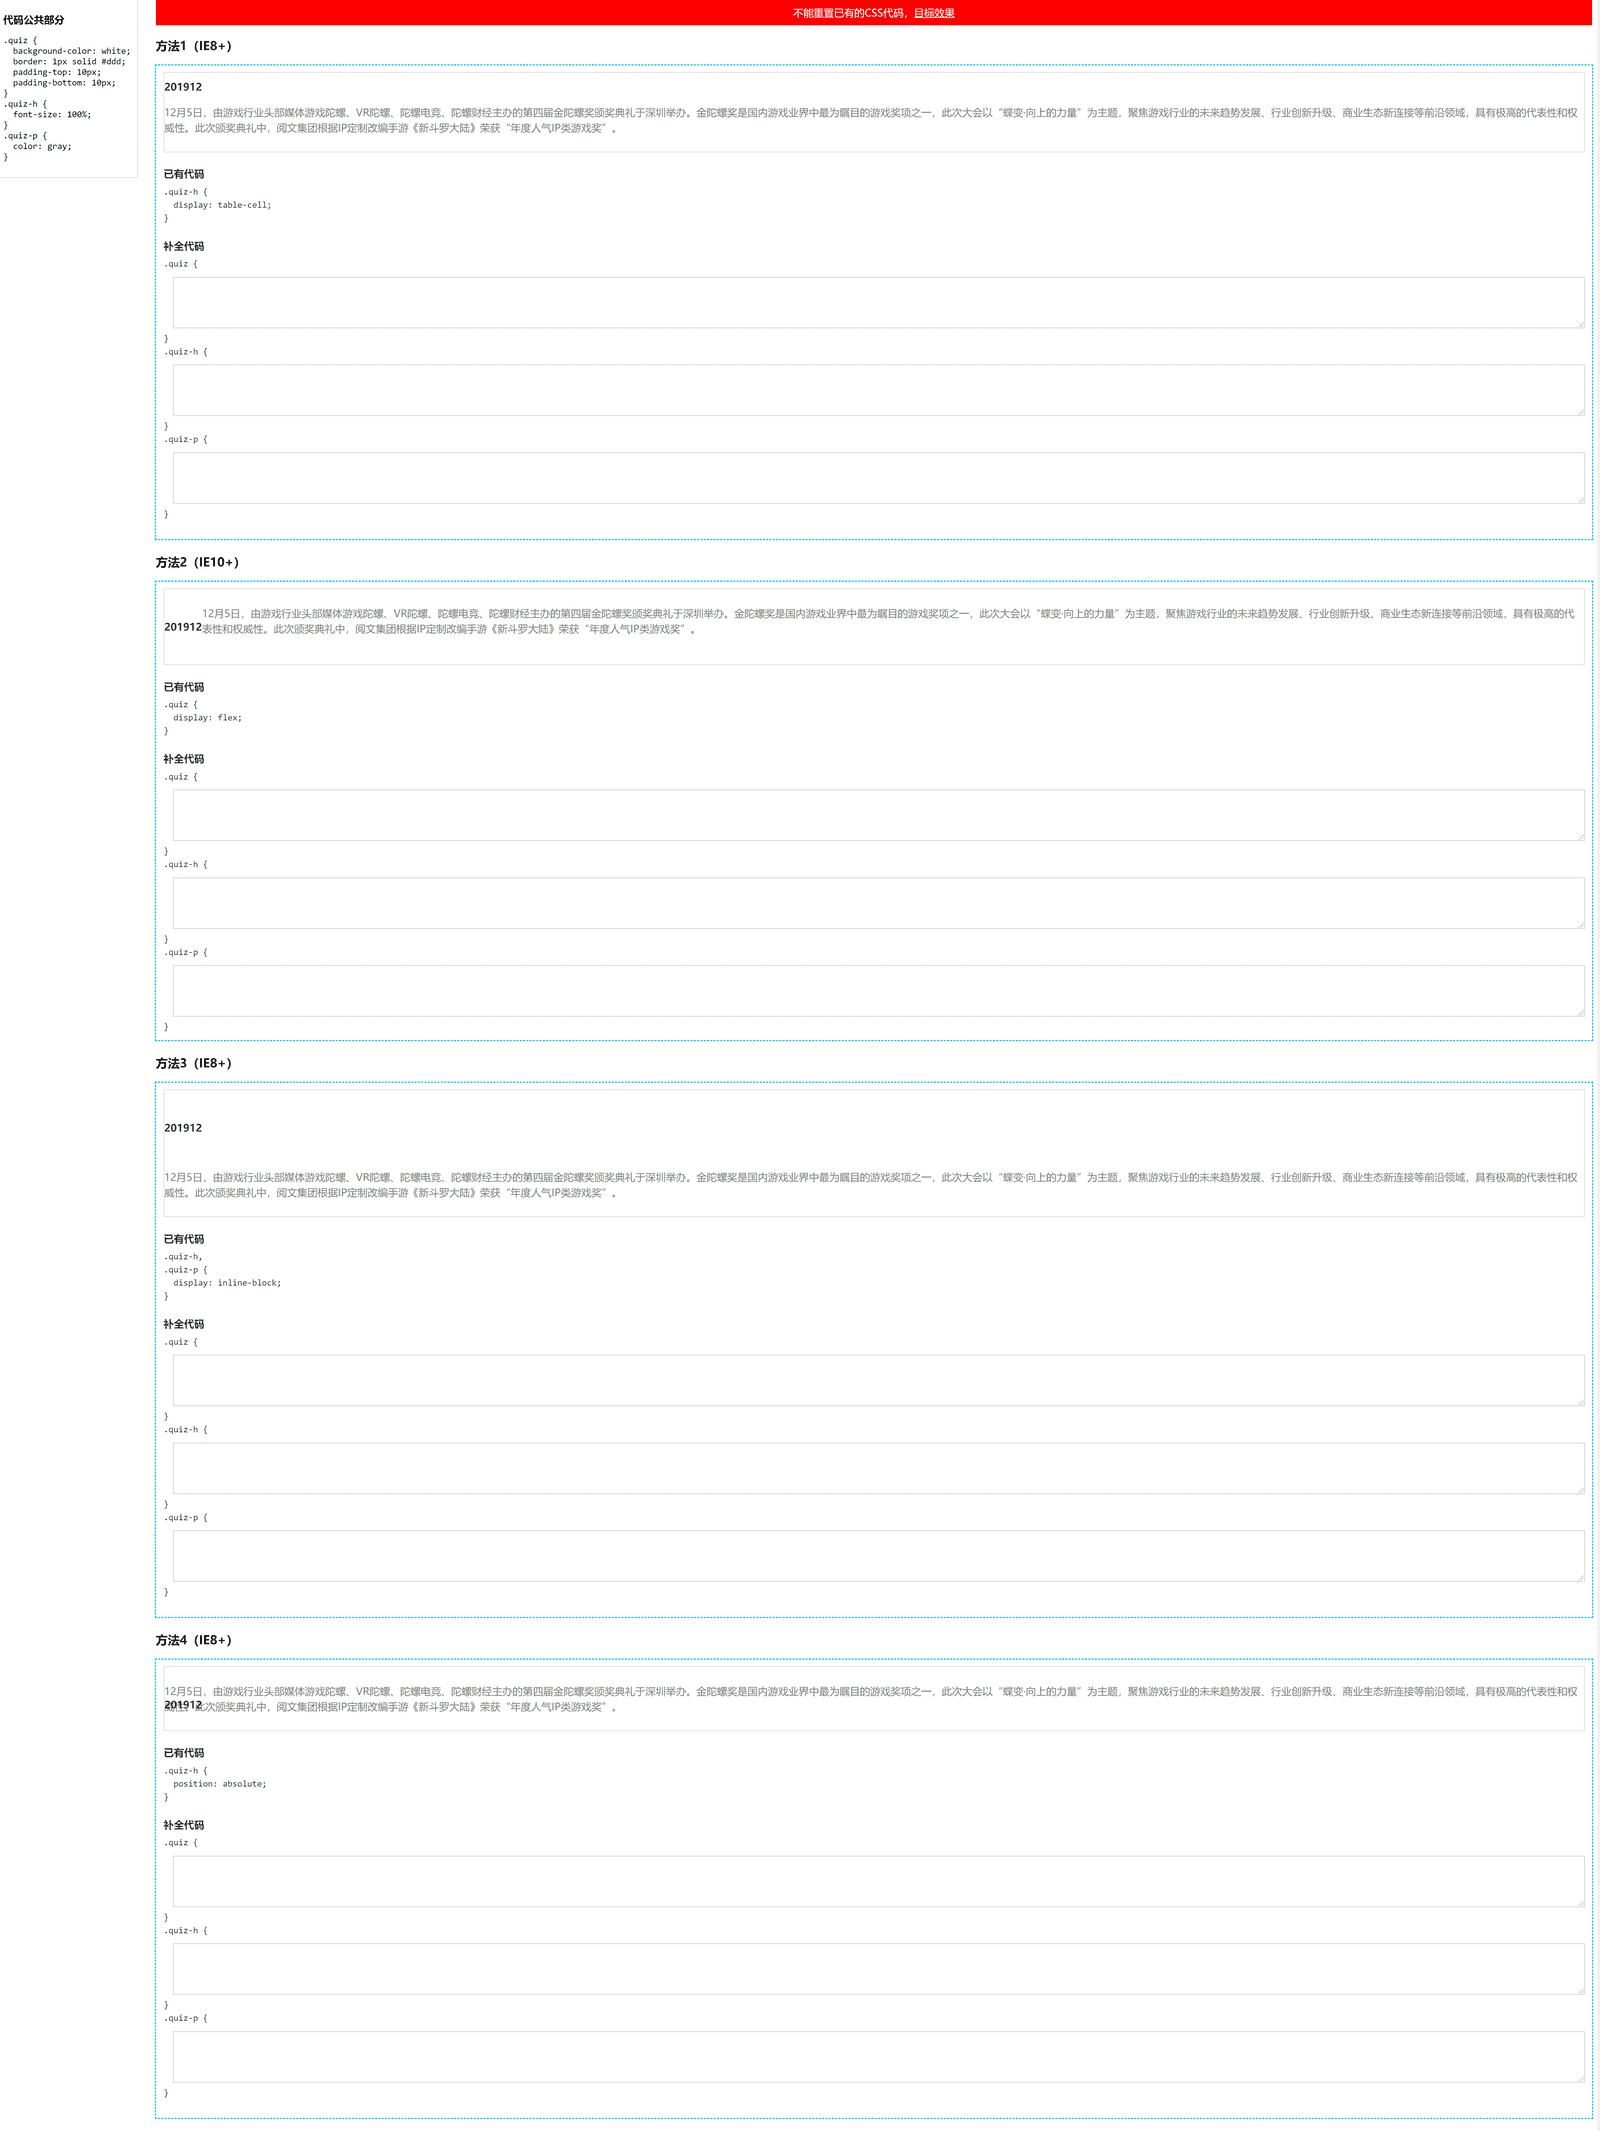 代码公共部分
.quiz {
  background-color: white;
  border: 1px solid #ddd;
  padding-top: 10px;
  padding-bottom: 10px;
}
.quiz-h {
  font-size: 100%;
}
.quiz-p {
  color: gray;
}
不能重置已有的CSS代码，目标效果
方法1（IE8+）
201912
12月5日，由游戏行业头部媒体游戏陀螺、VR陀螺、陀螺电竞、陀螺财经主办的第四届金陀螺奖颁奖典礼于深圳举办。金陀螺奖是国内游戏业界中最为瞩目的游戏奖项之一，此次大会以“蝶变·向上的力量”为主题，聚焦游戏行业的未来趋势发展、行业创新升级、商业生态新连接等前沿领域，具有极高的代表性和权
威性。此次颁奖典礼中，阅文集团根据IP定制改编手游《新斗罗大陆》荣获“年度人气IP类游戏奖”。
已有代码
.quiz-h {
  display: table-cell;
}
补全代码
.quiz {
}
.quiz-h {
}
.quiz-p {
}
方法2（IE10+）
12月5日，由游戏行业头部媒体游戏陀螺、VR陀螺、陀螺电竞、陀螺财经主办的第四届金陀螺奖颁奖典礼于深圳举办。金陀螺奖是国内游戏业界中最为瞩目的游戏奖项之一，此次大会以“蝶变·向上的力量”为主题，聚焦游戏行业的未来趋势发展、行业创新升级、商业生态新连接等前沿领域，具有极高的代
201912表性和权威性。此次颁奖典礼中，阅文集团根据IP定制改编手游《新斗罗大陆》荣获“年度人气IP类游戏奖”。
已有代码
.quiz {
  display: flex;
}
补全代码
.quiz {
}
.quiz-h {
}
.quiz-p {
}
方法3（IE8+）
201912
12月5日，由游戏行业头部媒体游戏陀螺、VR陀螺、陀螺电竞、陀螺财经主办的第四届金陀螺奖颁奖典礼于深圳举办。金陀螺奖是国内游戏业界中最为瞩目的游戏奖项之一，此次大会以“蝶变·向上的力量”为主题，聚焦游戏行业的未来趋势发展、行业创新升级、商业生态新连接等前沿领域，具有极高的代表性和权
威性。此次颁奖典礼中，阅文集团根据IP定制改编手游《新斗罗大陆》荣获“年度人气IP类游戏奖”。
已有代码
.quiz-h,
.quiz-p {
  display: inline-block;
}
补全代码
.quiz {
}
.quiz-h {
}
.quiz-p {
}
方法4（IE8+）
12月5日，由游戏行业头部媒体游戏陀螺、VR陀螺、陀螺电竞、陀螺财经主办的第四届金陀螺奖颁奖典礼于深圳举办。金陀螺奖是国内游戏业界中最为瞩目的游戏奖项之一，此次大会以“蝶变·向上的力量”为主题，聚焦游戏行业的未来趋势发展、行业创新升级、商业生态新连接等前沿领域，具有极高的代表性和权
201912
此次颁奖典礼中，阅文集团根据IP定制改编手游《新斗罗大陆》荣获“年度人气IP类游戏奖”。
已有代码
.quiz-h {
  position: absolute;
}
补全代码
.quiz {
}
.quiz-h {
}
.quiz-p {
}